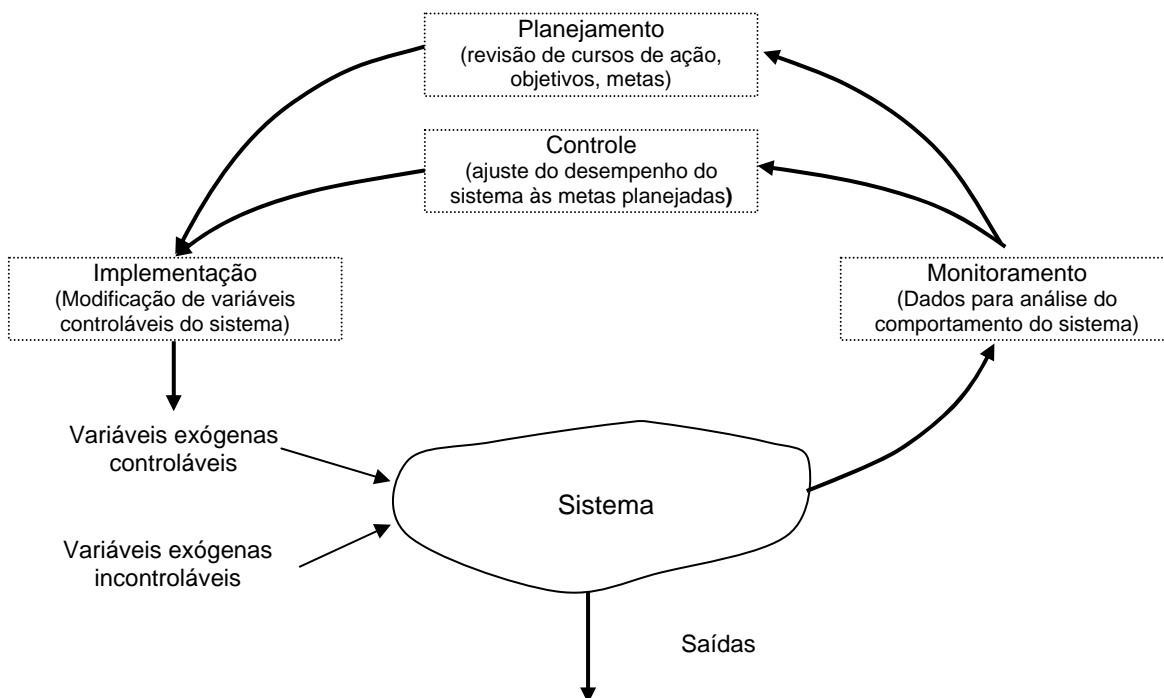 Planejamento
(revisão de cursos de ação,
objetivos, metas)
Controle
(ajuste do desempenho do
sistema às metas planejadas)
Implementação
(Modificação de variáveis
controláveis do sistema)
Monitoramento
(Dados para análise do
comportamento do sistema)
Variáveis exógenas
controláveis
Sistema
Variáveis exógenas
incontroláveis
Saídas